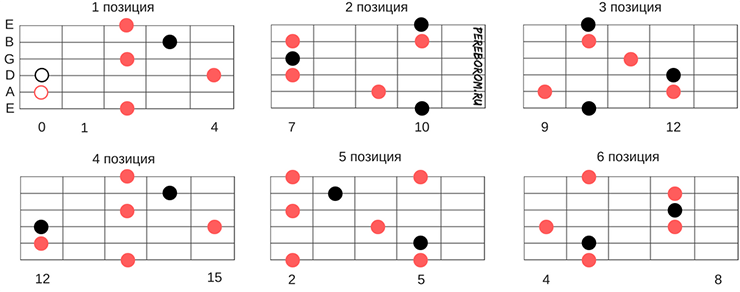 1 позиция
2 позиция
3 позиция
E
B
G
D
A
E
0 1 4
7 10
9 12
PEREBOROM.RU
4 позиция
5 позиция
6 позиция
12 15
2 5
4 8